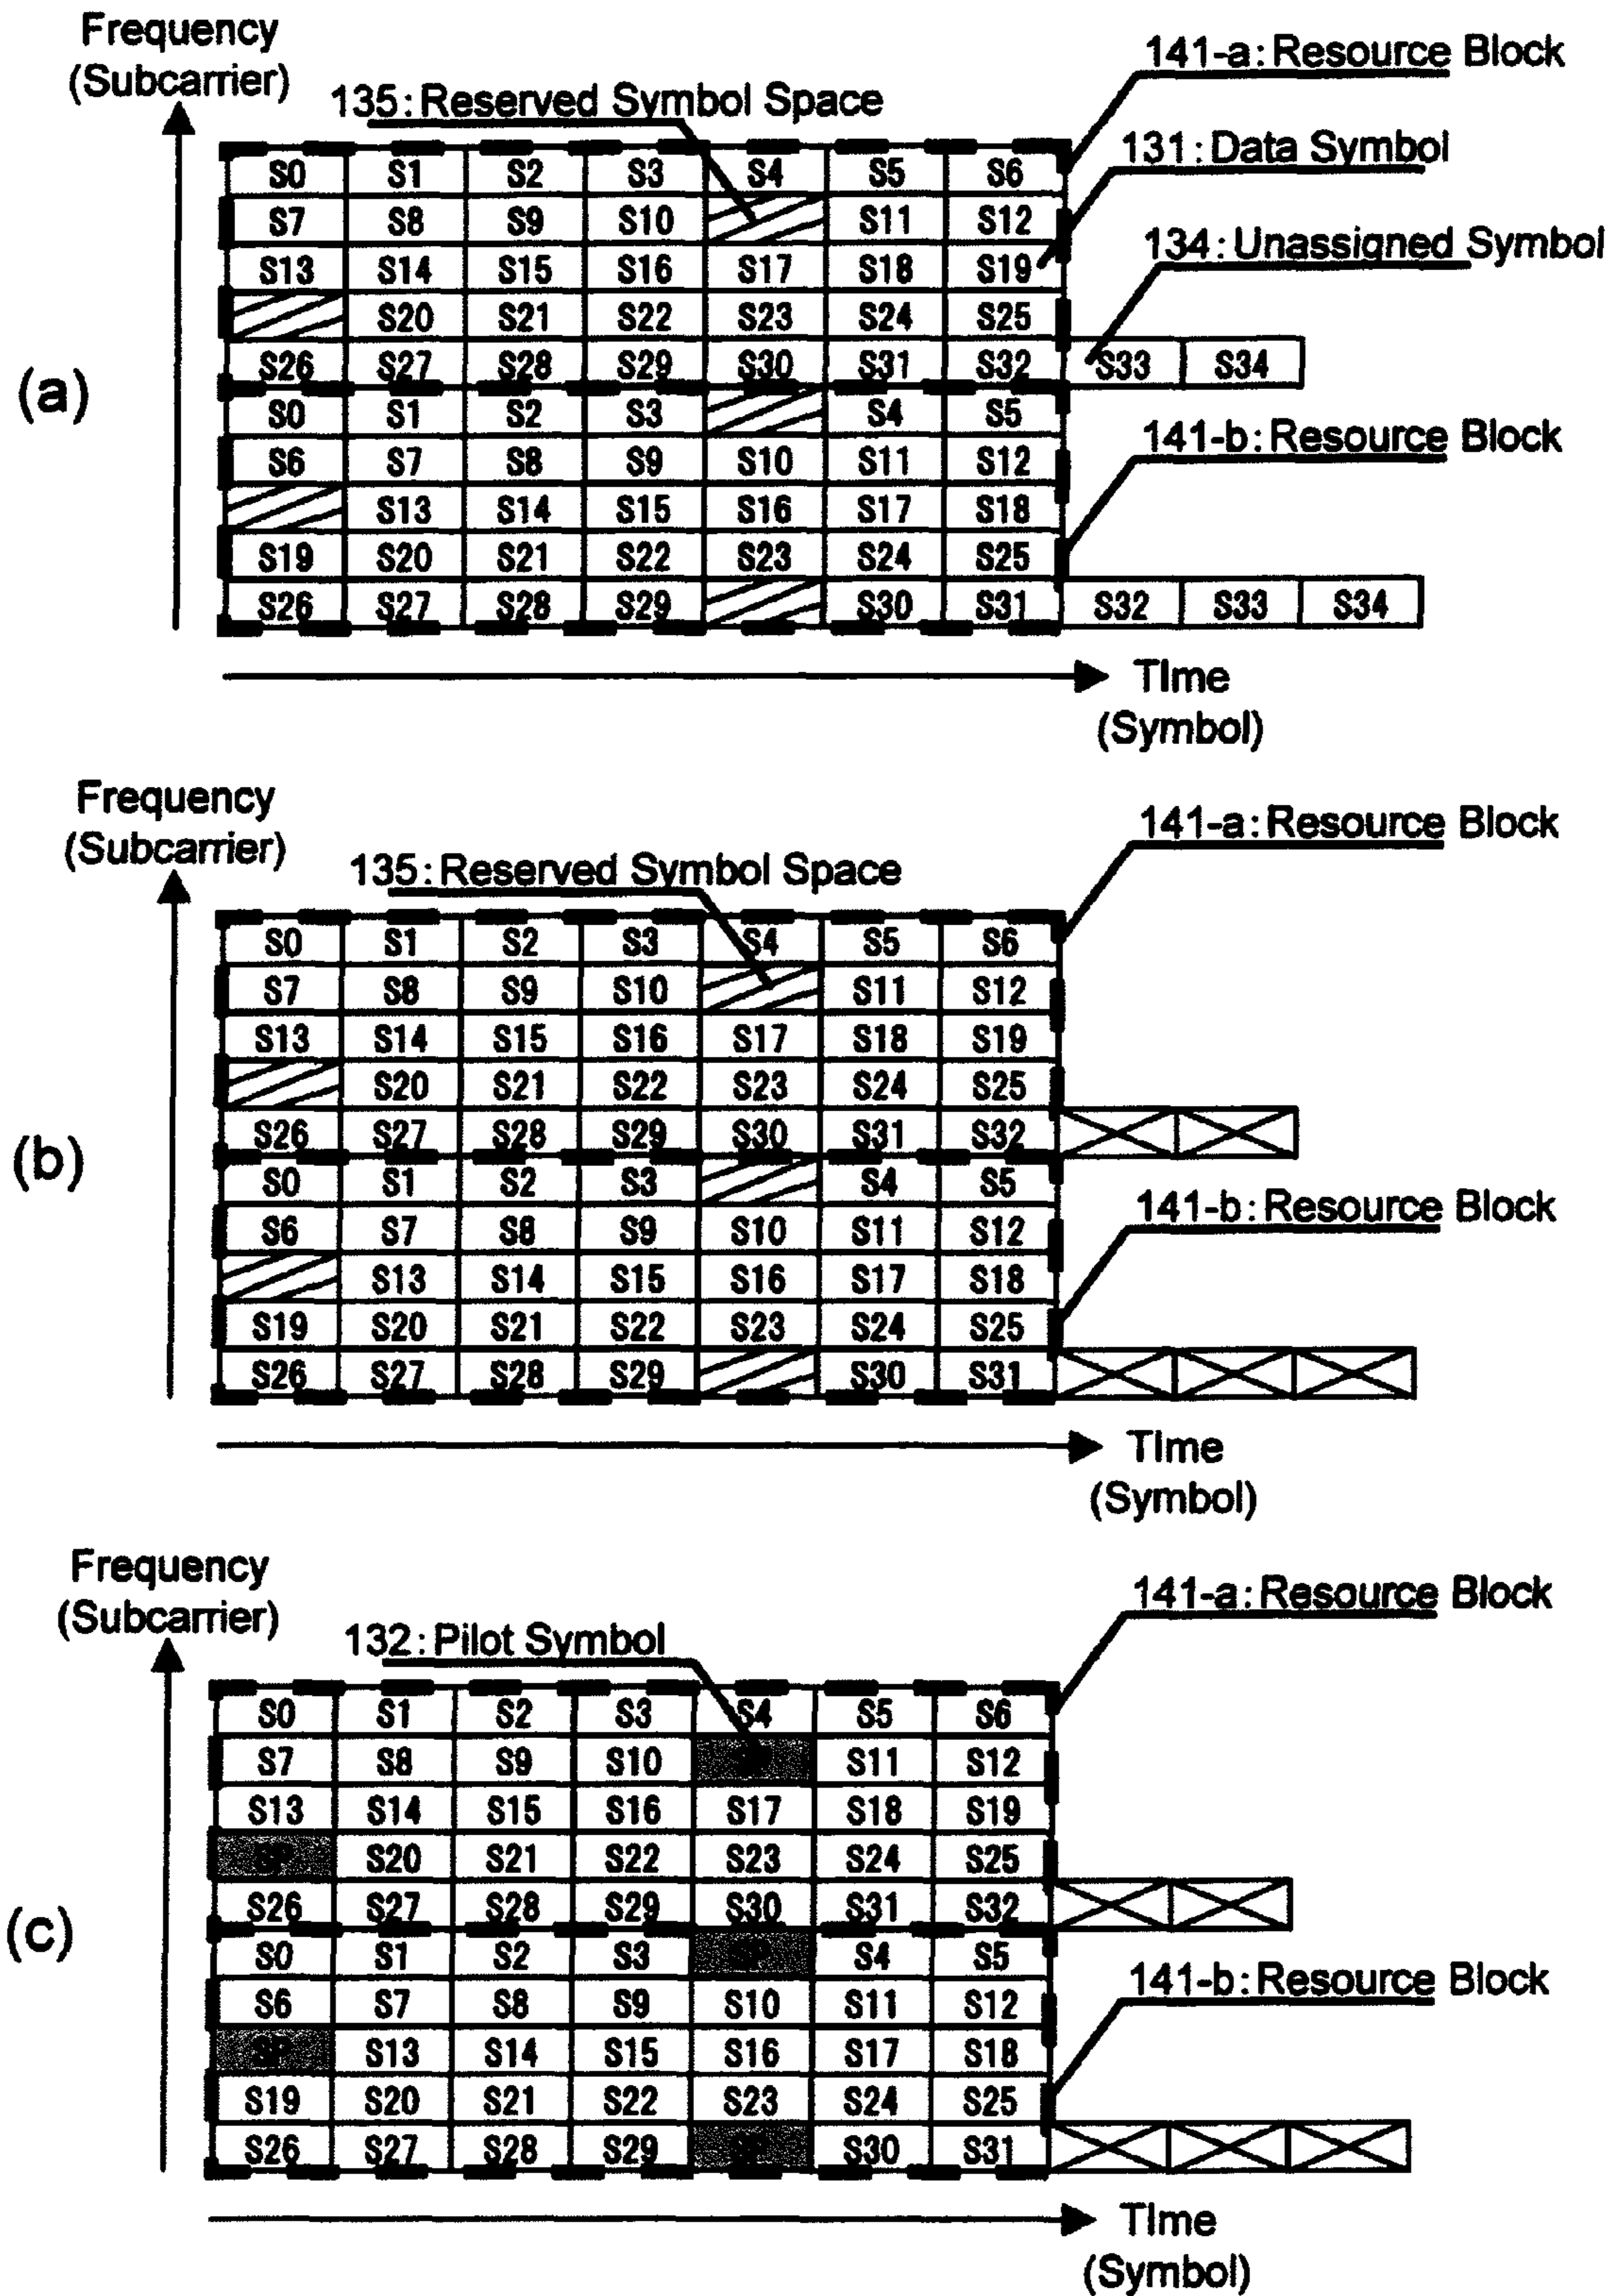 Frequency
(Subcarrier)
135:Reserved Symbol Space
141-a:Resource Block
131:Data Symbol
134:Unassigned Symbol
S0 S1 S2 S3 S4 S5 S6
S7 S8 S9 S10 S11 S12
S13 S14 S15 S16 S17 S18 S19
S20 S21 S22 S23 S24 S25
S26 S27 S28 S29 S30 S31 S32 S33 S34
(a)
S0 S1 S2 S3 S4 S5
S6 S7 S8 S9 S10 S11 S12
141-b:Resource Block
S13 S14 S15 S16 S17 S18
S19 S20 S21 S22 S23 S24 S25
S26 S27 S28 S29 S30 S31 S32 S33 S34
TIme
(Symbol)
Frequency
(Subcarrier)
135:Reserved Symbol Space
141-a:Resource Block
S0 S1 S2 S3 S4 S5 S6
S7 S8 S9 S10 S11 S12
S13 S14 S15 S16 S17 S18 S19
S20 S21 S22 S23 S24 S25
S26 S27 S28 S29 S30 S31 S32
(b)
S0 S1 S2 S3 S4 S5
S6 S7 S8 S9 S10 S11 S12
141-b:Resource Block
S13 S14 S15 S16 S17 S18
S19 S20 S21 S22 S23 S24 S25
S26 S27 S28 S29 S30 S31
TIme
(Symbol)
Frequency
(Subcarrier)
132:Pilot Symbol
141-a:Resource Block
S0 S1 S2 S3 S4 S5 S6
S7 S8 S9 S10 S11 S12
S13 S14 S15 S16 S17 S18 S19
SP S20 S21 S22 S23 S24 S25
S26 S27 S28 S29 S30 S31 S32
(c)
S0 S1 S2 S3 SP S4 S5
S6 S7 S8 S9 S10 S11 S12
141-b:Resource Block
SP S13 S14 S15 S16 S17 S18
S19 S20 S21 S22 S23 S24 S25
S26 S27 S28 S29 SP S30 S31
TIme
(Symbol)